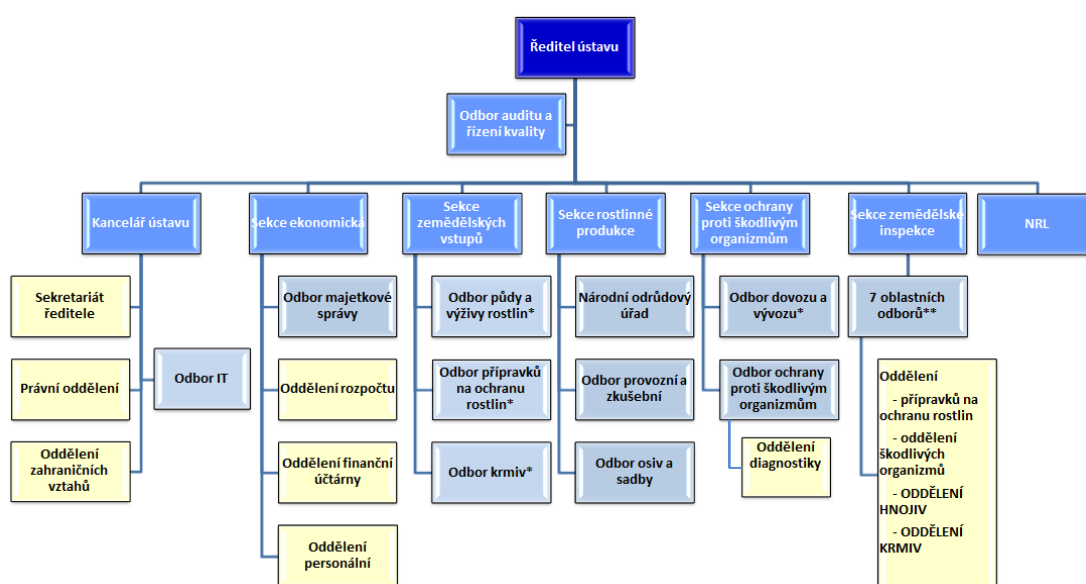 Ředitel ústavu
Odbor auditu a
řízení kvality
Kancelář ústavu
Sekce ekonomická
Sekce
zemědělských
vstupů
Sekce rostlinné
produkce
Sekce ochrany
proti škodlivým
organizmům
Sekce zemědělské
inspekce
NRL
Sekretariát
ředitele
Právní oddělení
Oddělení
zahraničních
vztahů
Odbor IT
Odbor majetkové
správy
Oddělení rozpočtu
Oddělení finanční
účtárny
Oddělení
personální
Odbor půdy a
výživy rostlin*
Odbor přípravků
na ochranu
rostlin*
Odbor krmiv*
Národní odrůdový
úřad
Odbor provozní a
zkušební
Odbor osiv a
sadby
Odbor dovozu a
vývozu*
Odbor ochrany
proti škodlivým
organizmům
Oddělení
diagnostiky
7 oblastních
odborů**
Oddělení
- přípravků na
ochranu rostlin
- oddělení
škodlivých
organizmů
- ODDĚLENÍ
HNOJIV
- ODDĚLENÍ
KRMIV